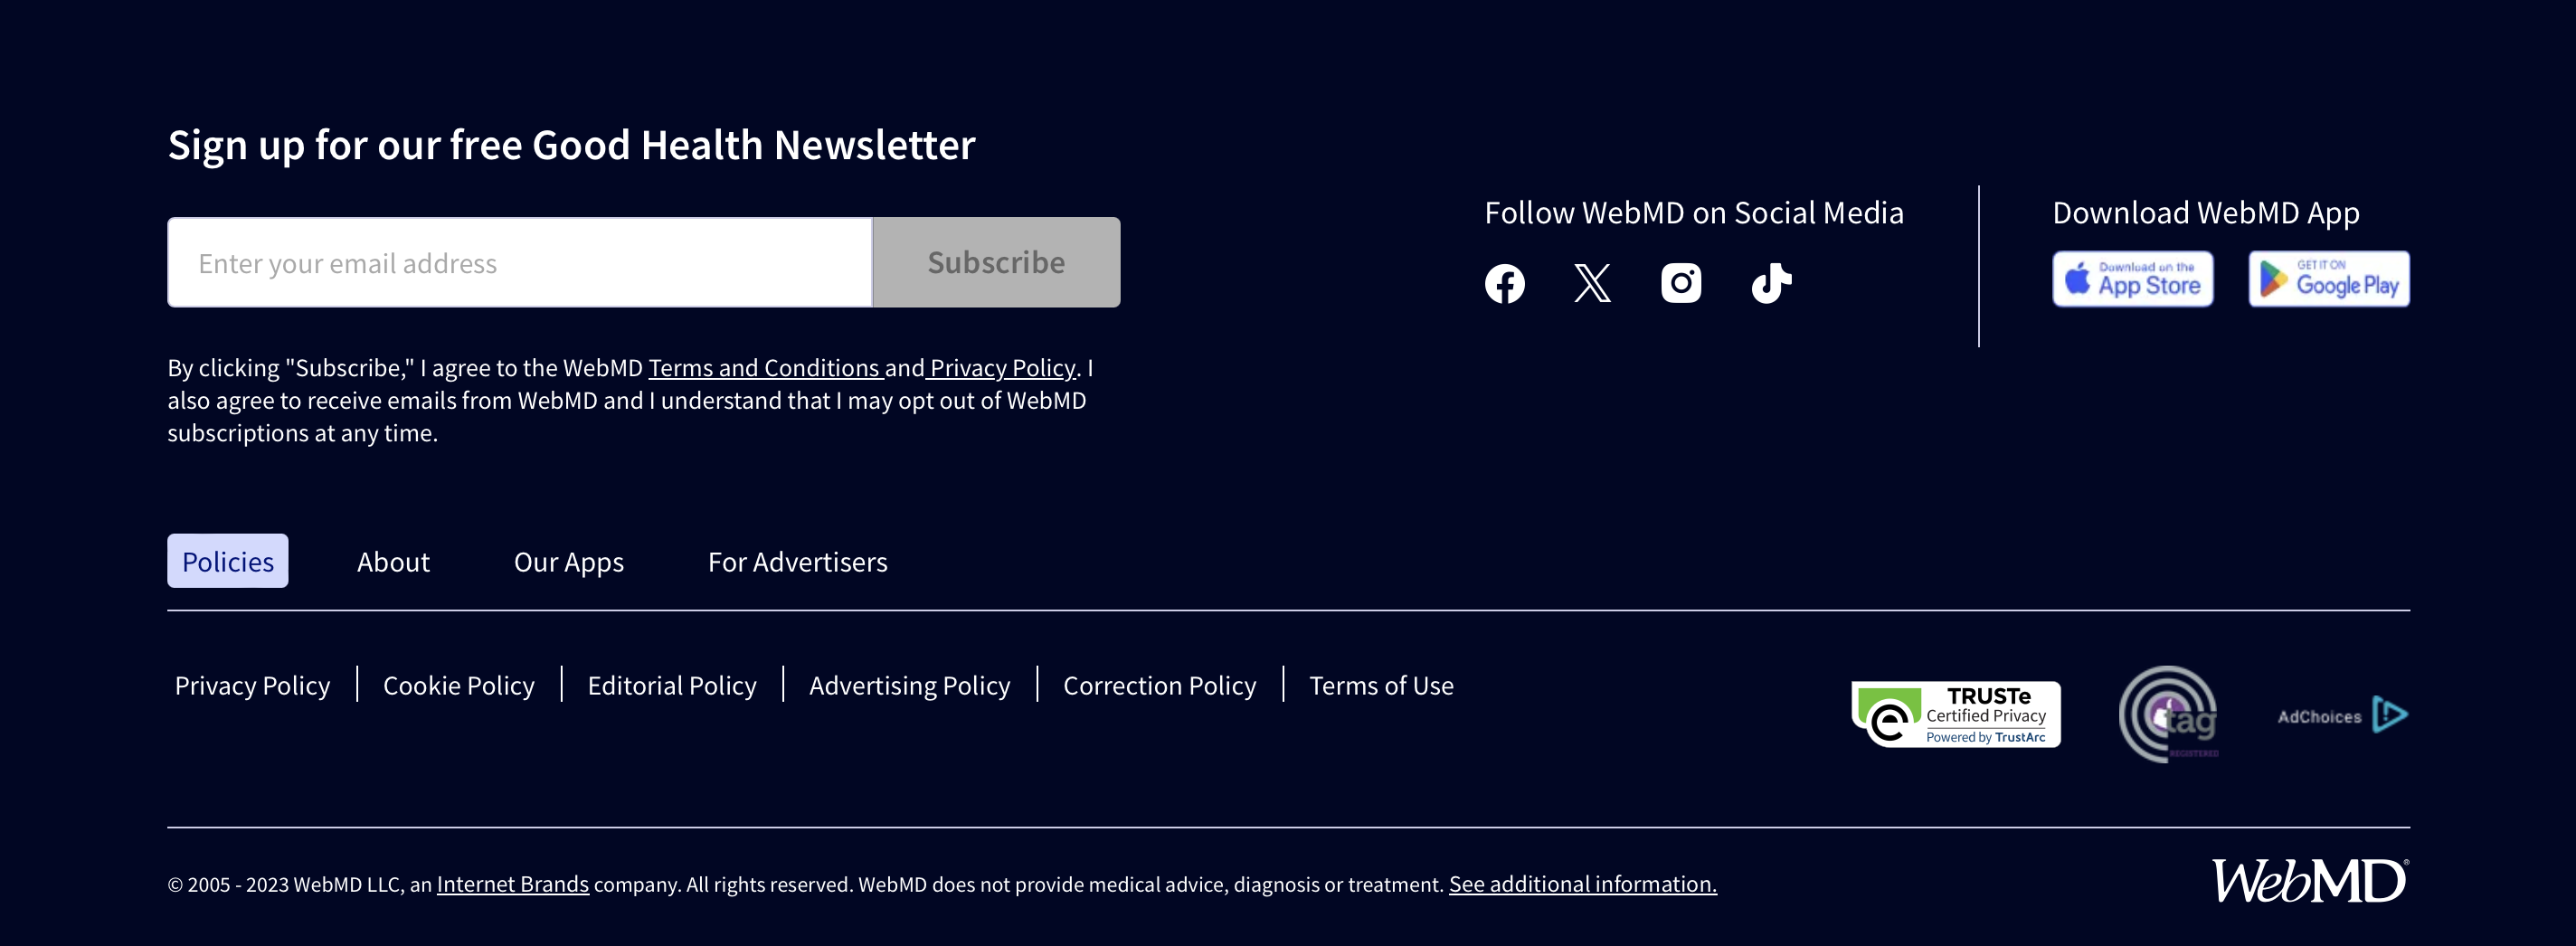 Sign up for our free Good Health Newsletter
Enter your email address
Subscribe
By clicking "Subscribe," I agree to the WebMD Terms and Conditions and Privacy Policy. I
also agree to receive emails from WebMD and I understand that I may opt out of WebMD
subscriptions at any time.
Follow WebMD on Social Media
Download WebMD App
Download on the
App Store
GET IT ON
Google Play
Policies
About
Our Apps
For Advertisers
Privacy Policy
Cookie Policy
Editorial Policy
Advertising Policy
Correction Policy
Terms of Use
TRUSTe
Certified Privacy
Powered by TrustArc
tag
REGISTERED
AdChoices
© 2005 - 2023 WebMD LLC, an Internet Brands company. All rights reserved. WebMD does not provide medical advice, diagnosis or treatment. See additional information.
WebMD®